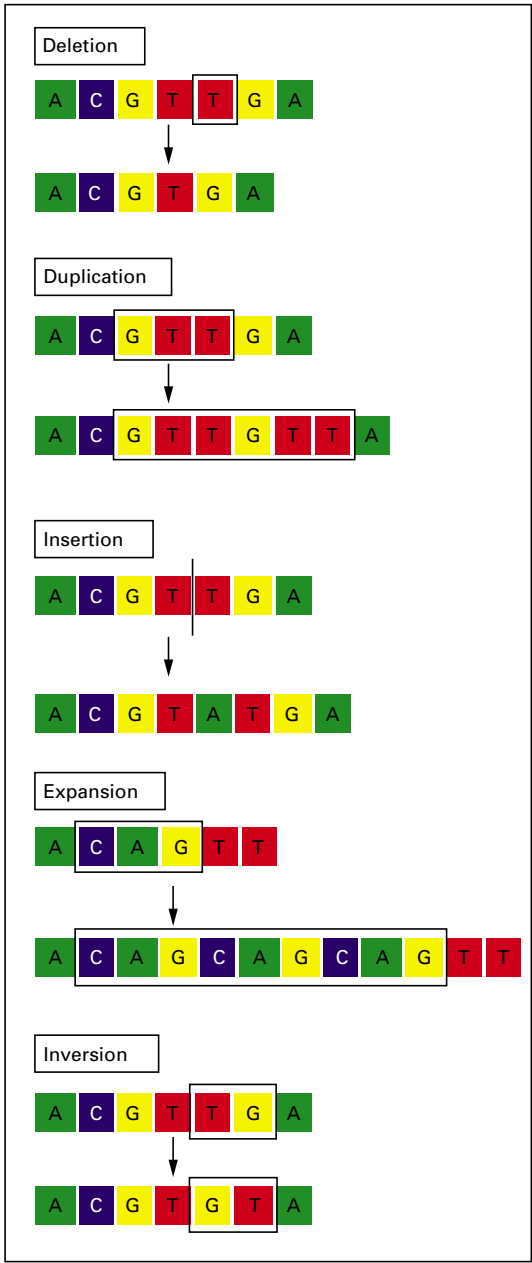 Deletion
A C G T T G A
A C G T G A
Duplication
A C G T T G A
A C G T T G T T A
Insertion
A C G T T G A
A C G T A T G A
Expansion
A C A G T T
A C A G C A G C A G T T
Inversion
A C G T T G A
A C G T G T A